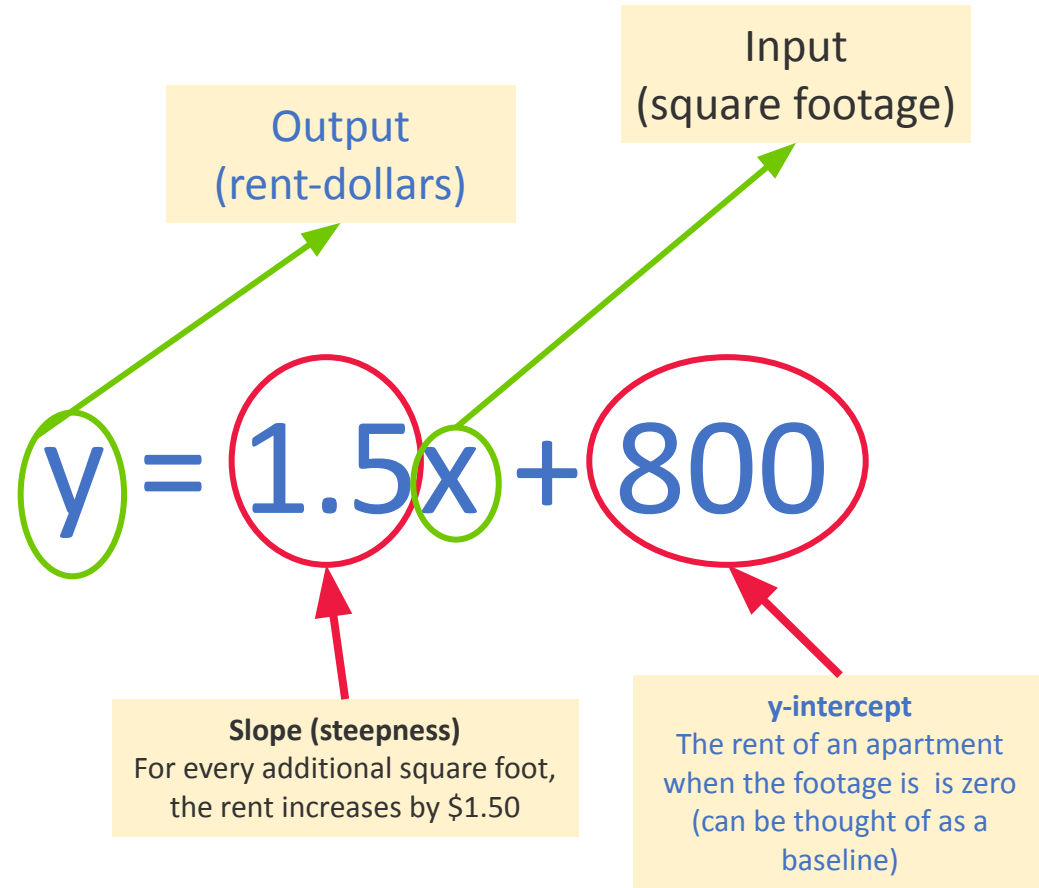 Input
(square footage)
Output
(rent-dollars)
y = 1.5x + 800
Slope (steepness)
For every additional square foot,
the rent increases by $1.50
y-intercept
The rent of an apartment
when the footage is  is zero
(can be thought of as a
baseline)